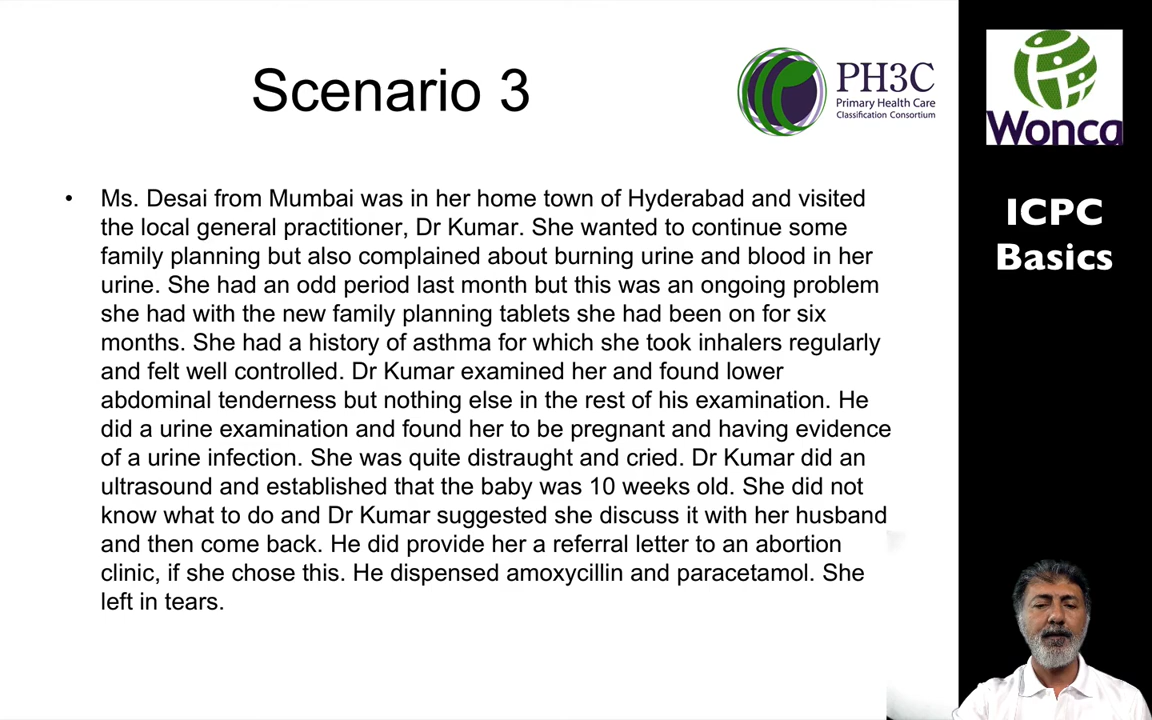 Scenario 3
PH3C
Primary Health Care
Classification Consortium
Wonca
ICPC
Basics
• Ms. Desai from Mumbai was in her home town of Hyderabad and visited
the local general practitioner, Dr Kumar. She wanted to continue some
family planning but also complained about burning urine and blood in her
urine. She had an odd period last month but this was an ongoing problem
she had with the new family planning tablets she had been on for six
months. She had a history of asthma for which she took inhalers regularly
and felt well controlled. Dr Kumar examined her and found lower
abdominal tenderness but nothing else in the rest of his examination. He
did a urine examination and found her to be pregnant and having evidence
of a urine infection. She was quite distraught and cried. Dr Kumar did an
ultrasound and established that the baby was 10 weeks old. She did not
know what to do and Dr Kumar suggested she discuss it with her husband
and then come back. He did provide her a referral letter to an abortion
clinic, if she chose this. He dispensed amoxycillin and paracetamol. She
left in tears.